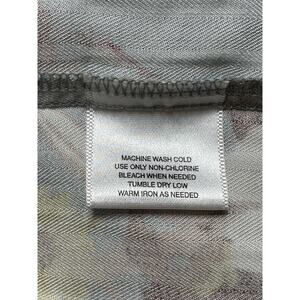 MACHINE WASH COLD
USE ONLY NON-CHLORINE
BLEACH WHEN NEEDED
TUMBLE DRY LOW
WARM IRON AS NEEDED